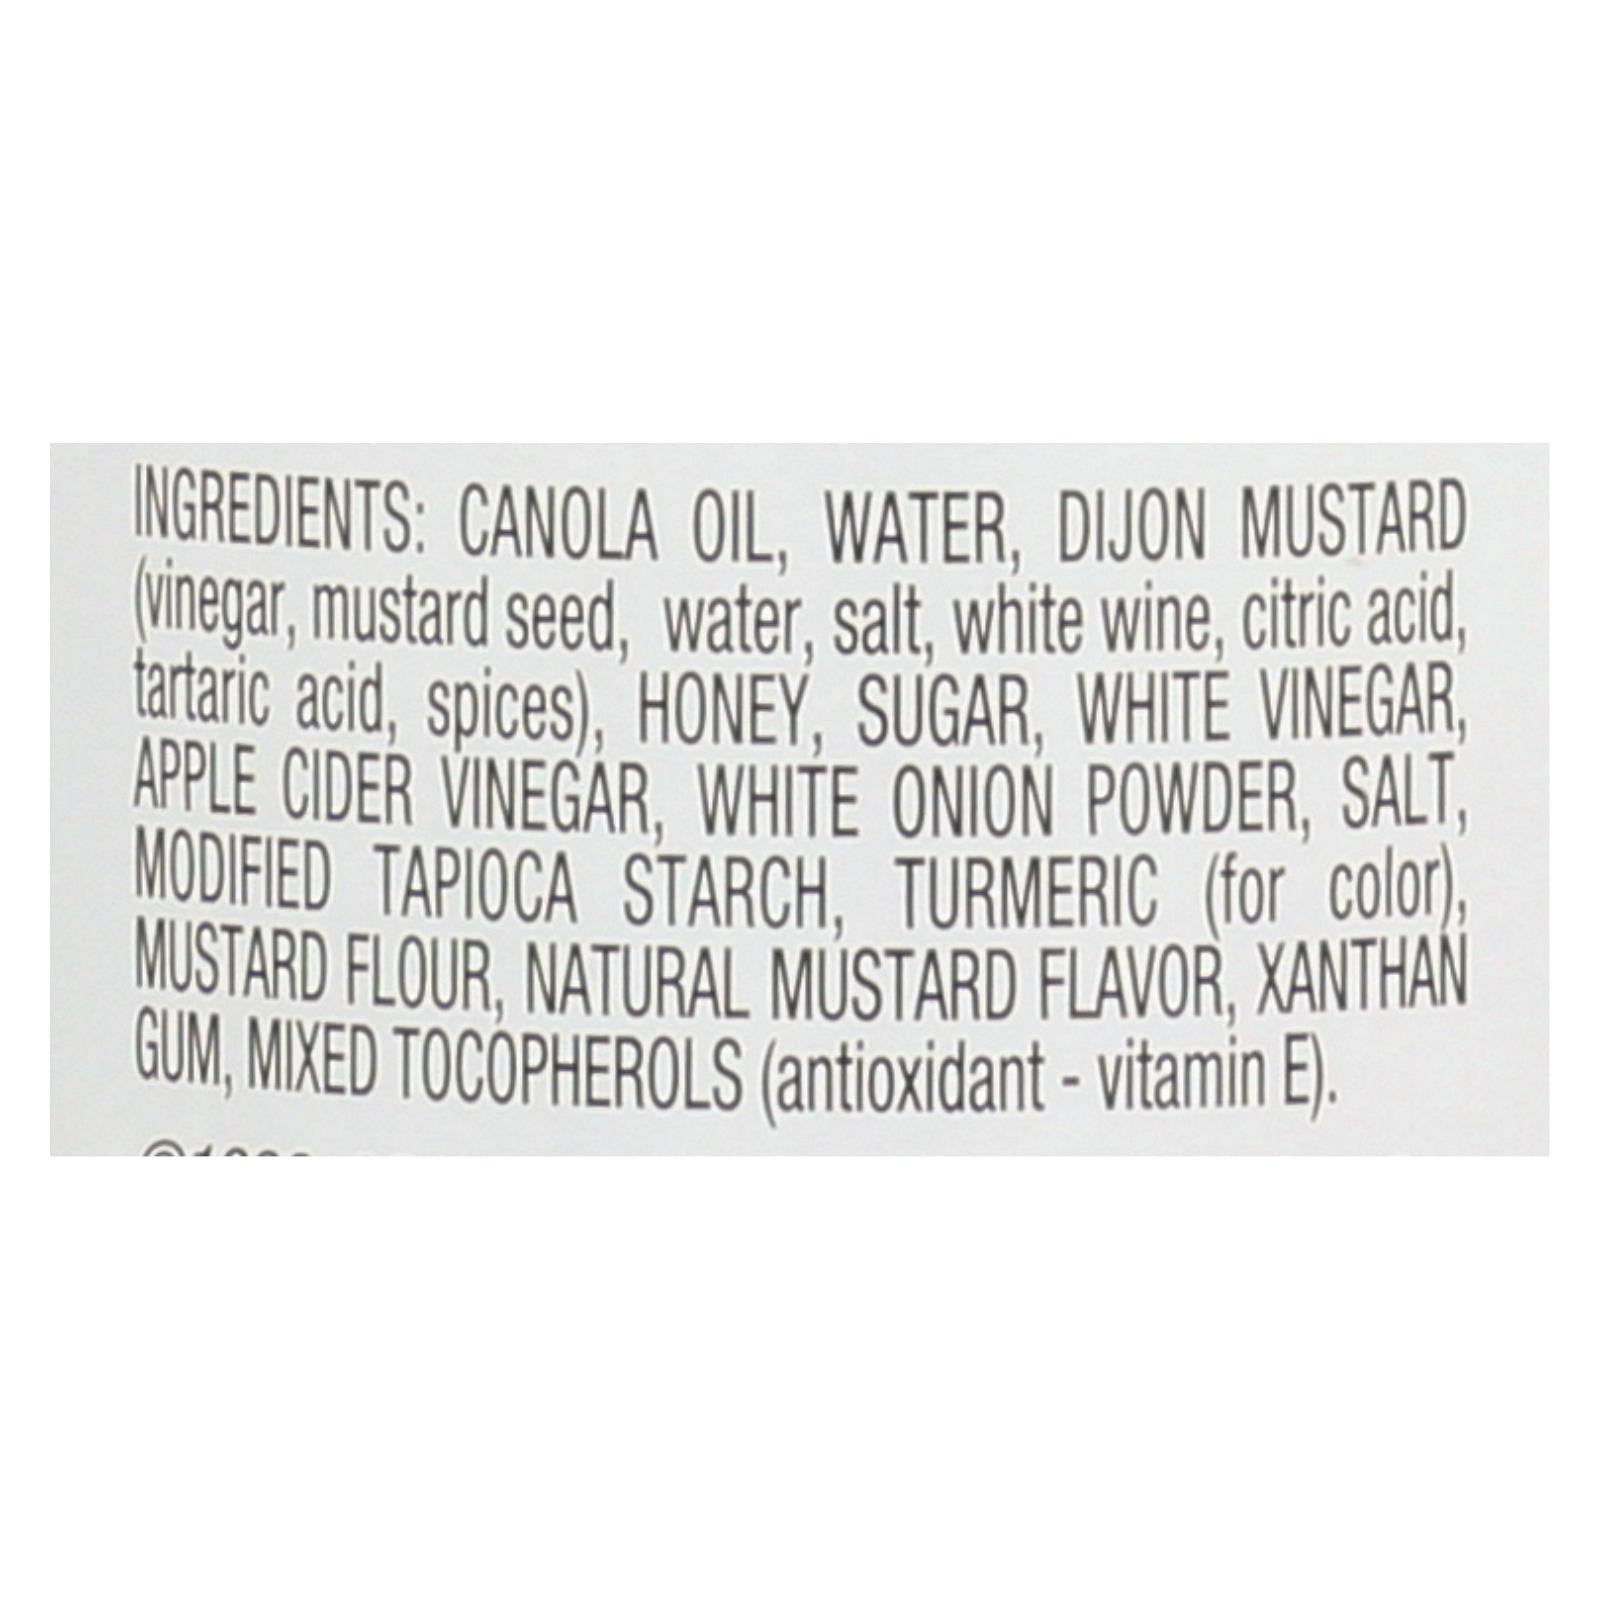 INGREDIENTS: CANOLA OIL, WATER, DIJON MUSTARD
(vinegar, mustard seed, water, salt, white wine, citric acid,
tartaric acid, spices), HONEY, SUGAR, WHITE VINEGAR,
APPLE CIDER VINEGAR, WHITE ONION POWDER, SALT,
MODIFIED TAPIOCA STARCH, TURMERIC (for color),
MUSTARD FLOUR, NATURAL MUSTARD FLAVOR, XANTHAN
GUM, MIXED TOCOPHEROLS (antioxidant - vitamin E).